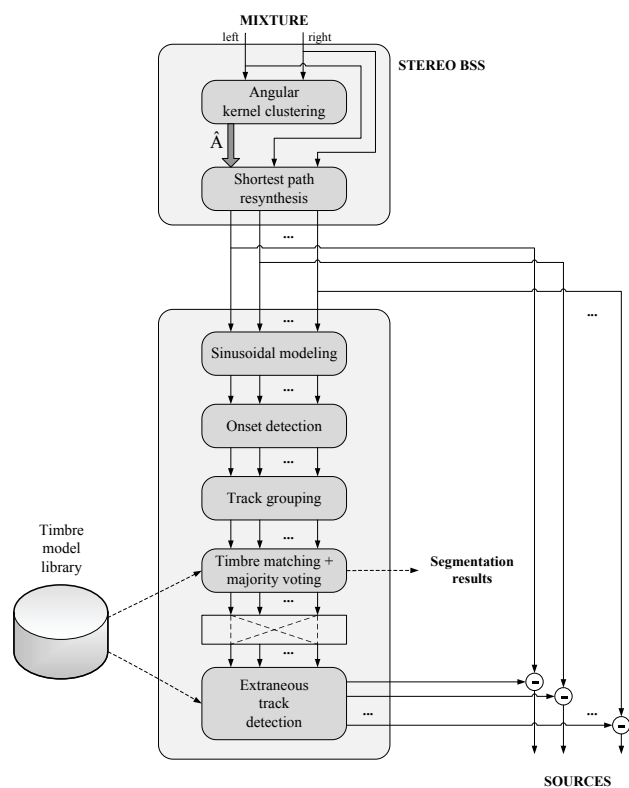 MIXTURE
left
right
STEREO BSS
Angular
kernel clustering
Â
Shortest path
resynthesis
...
...
...
Sinusoidal modeling
...
Onset detection
...
Track grouping
...
Timbre
model
library
Timbre matching +
majority voting
Segmentation
results
...
...
Extraneous
track
detection
...
...
-
-
-
SOURCES